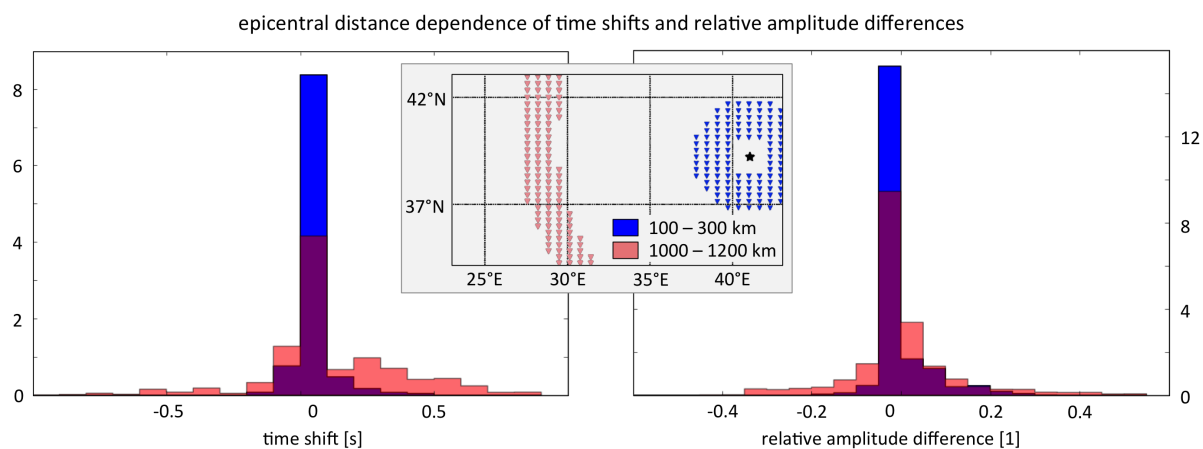 epicentral distance dependence of time shifts and relative amplitude differences
8
6
4
2
0
-0.5
0
0.5
time shift [s]
42°N
37°N
25°E
30°E
35°E
40°E
100 – 300 km
1000 – 1200 km
12
8
4
0
-0.4
-0.2
0
0.2
0.4
relative amplitude difference [1]